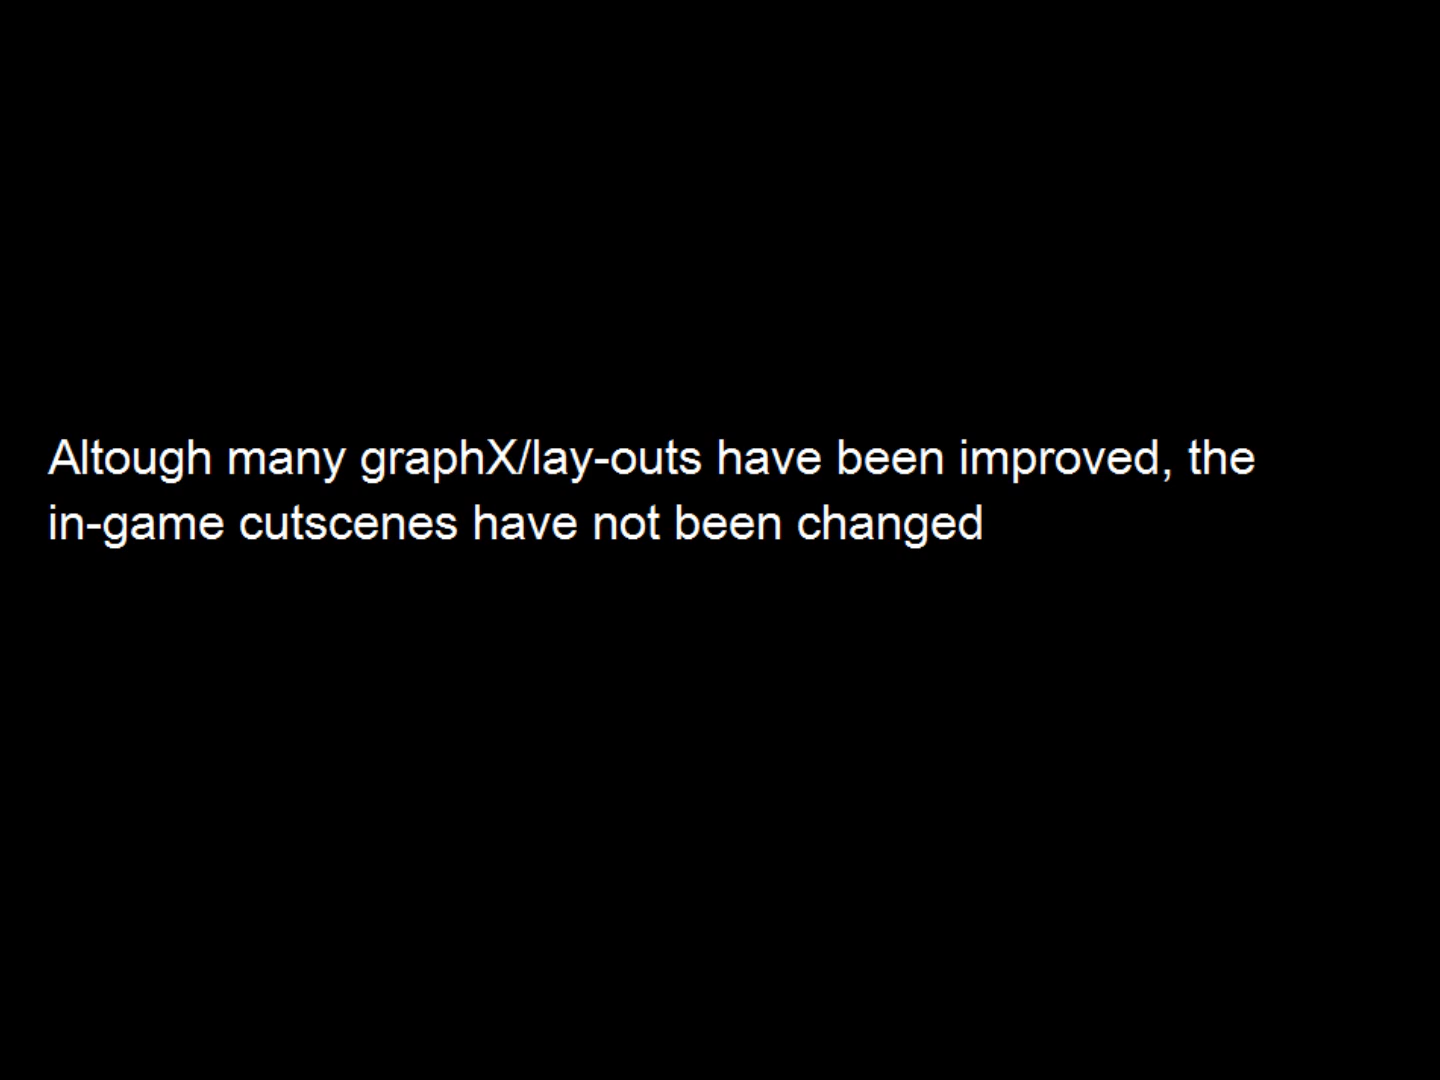 Altough many graphX/lay-outs have been improved, the
in-game cutscenes have not been changed